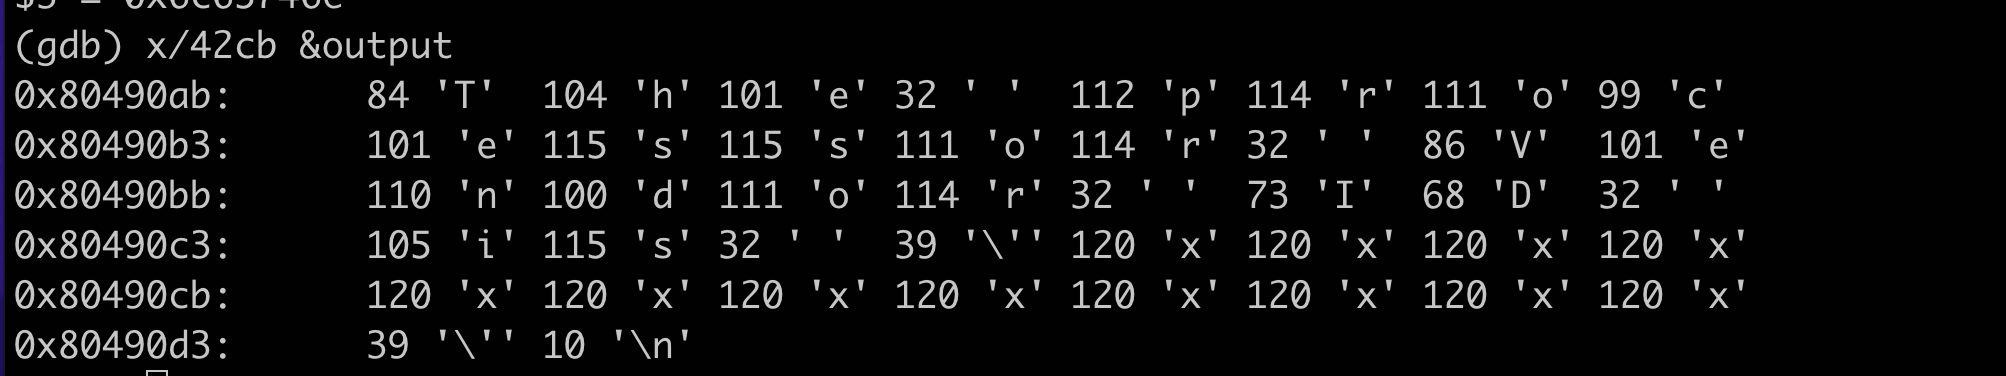 (gdb) x/42cb &output
0x80490ab: 84 'T' 104 'h' 101 'e' 32 ' ' 112 'p' 114 'r' 111 'o' 99 'c'
0x80490b3: 101 'e' 115 's' 115 's' 111 'o' 114 'r' 32 ' ' 86 'V' 101 'e'
0x80490bb: 110 'n' 100 'd' 111 'o' 114 'r' 32 ' ' 73 'I' 68 'D' 32 ' '
0x80490c3: 105 'i' 115 's' 32 ' ' 39 '\'' 120 'x' 120 'x' 120 'x' 120 'x'
0x80490cb: 120 'x' 120 'x' 120 'x' 120 'x' 120 'x' 120 'x' 120 'x' 120 'x'
0x80490d3: 39 '\'' 10 '\n'